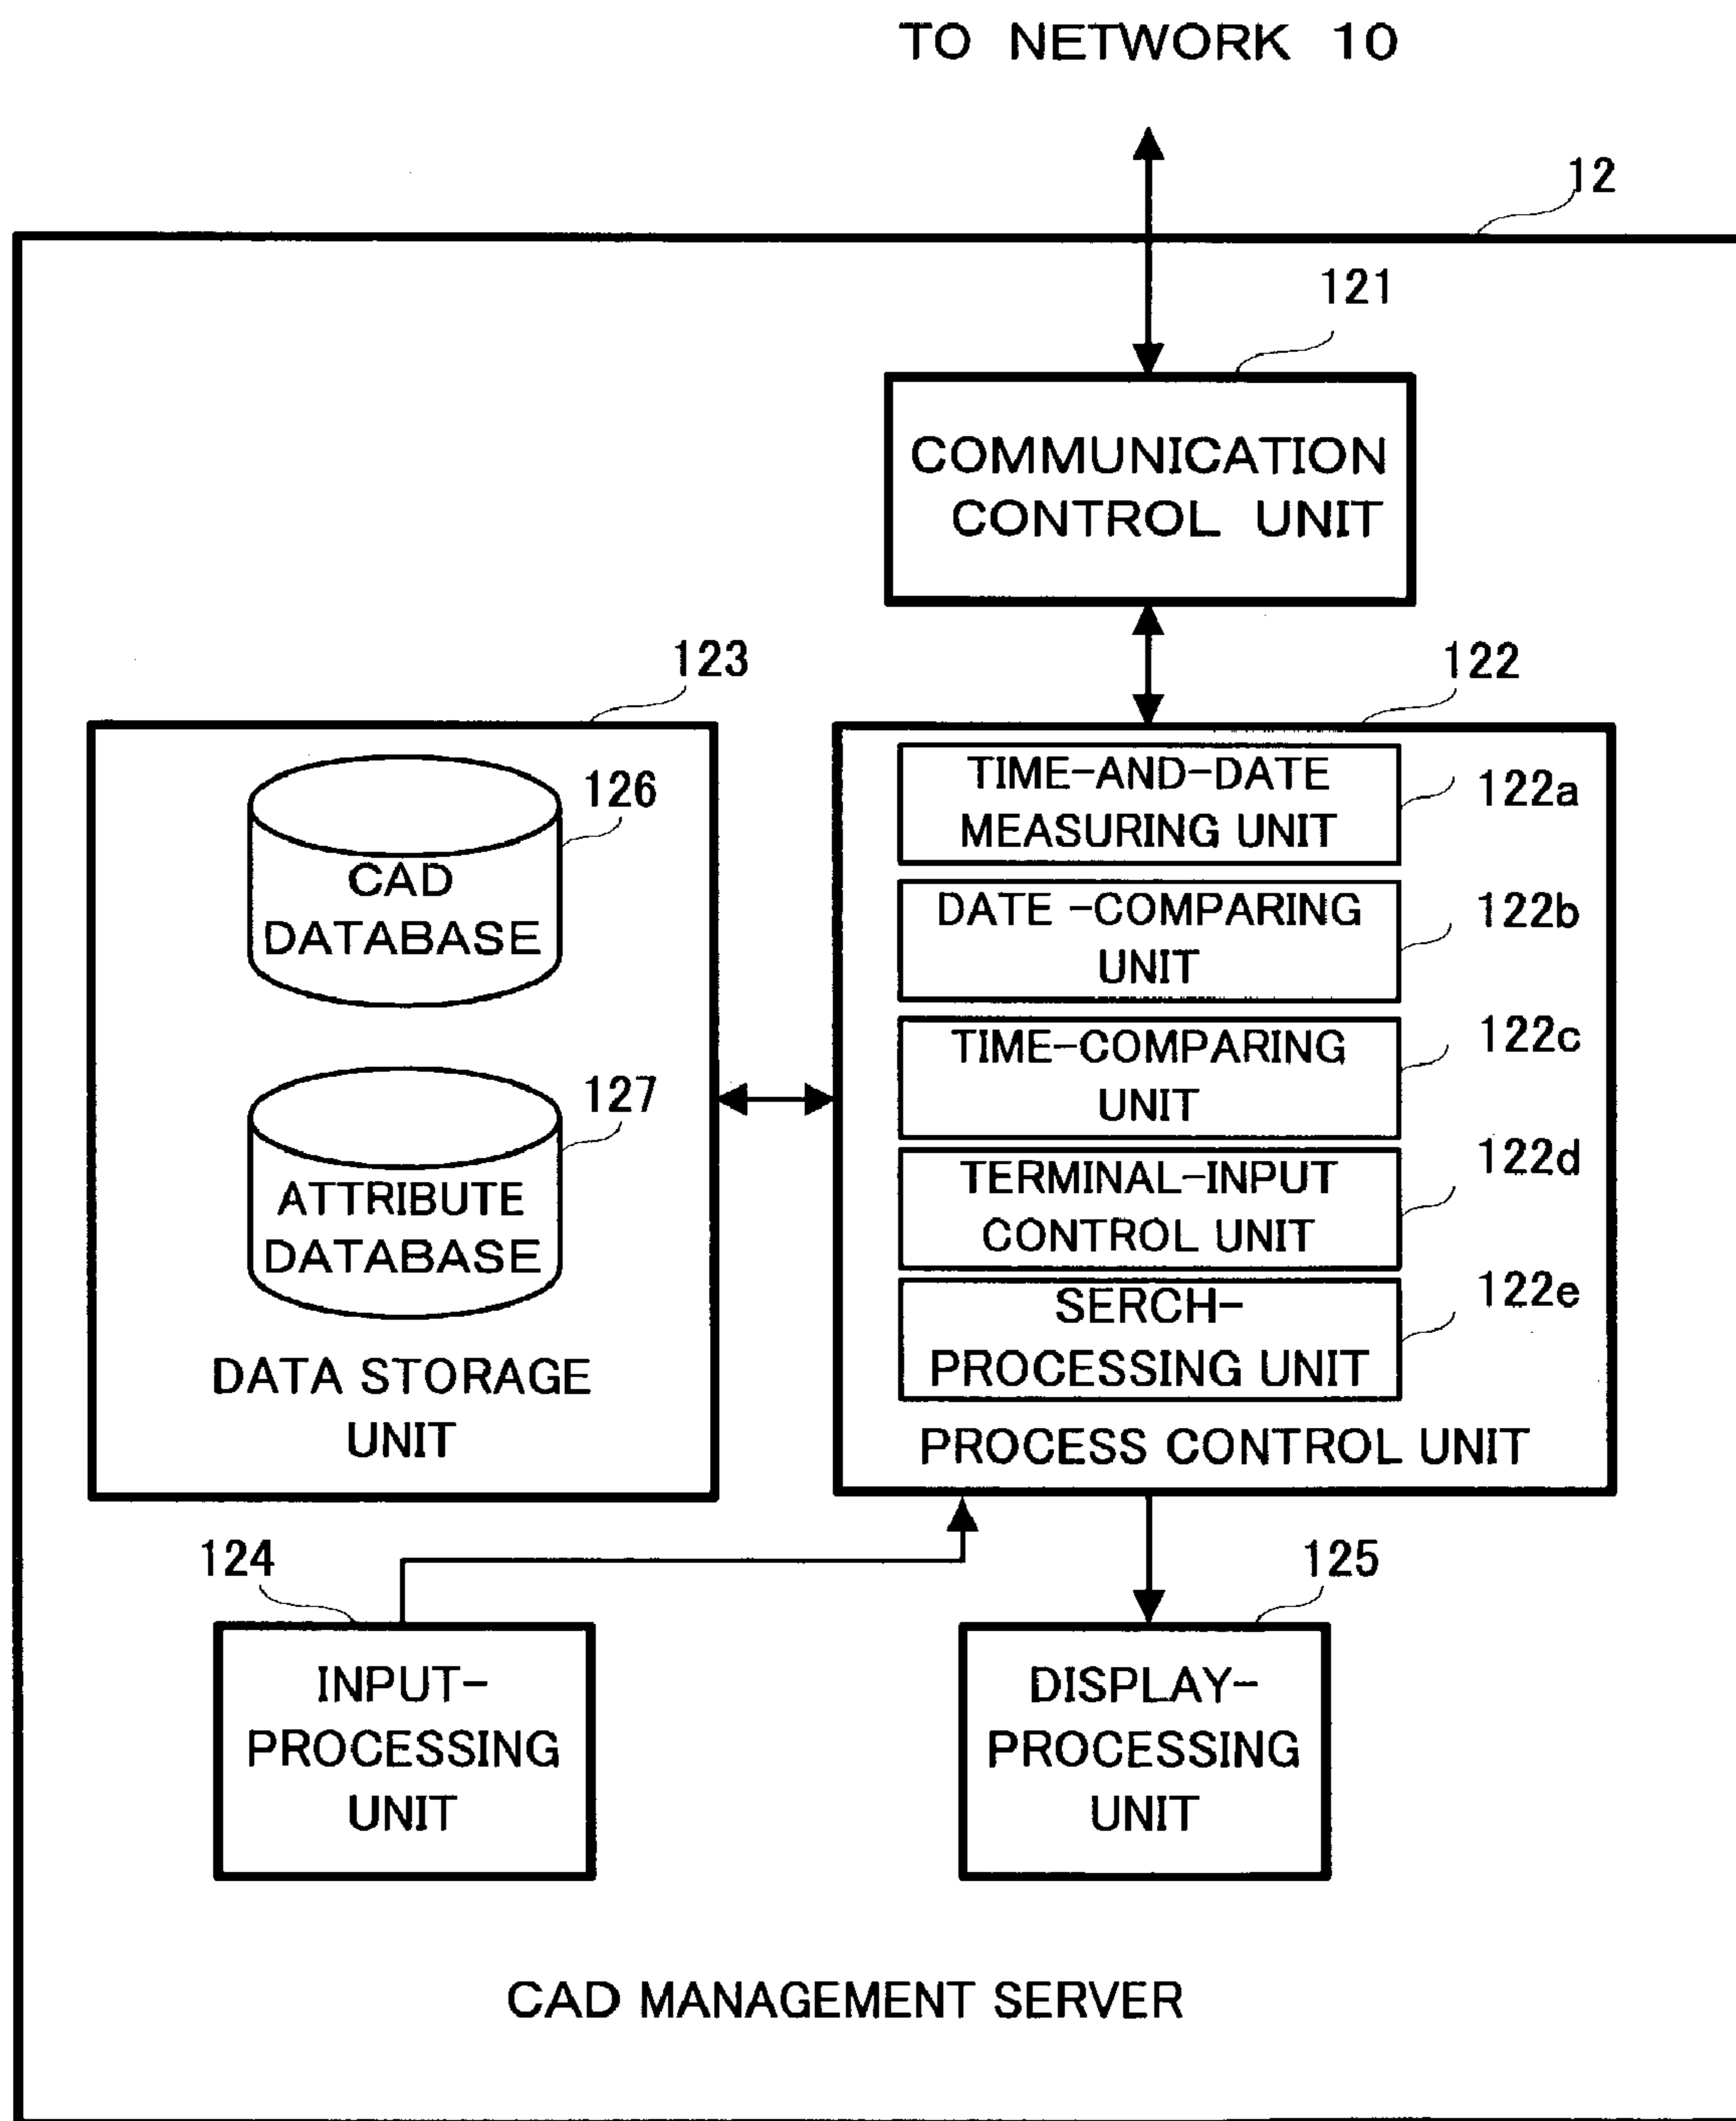 TO NETWORK 10
12
121
COMMUNICATION
CONTROL UNIT
123
122
126
CAD
DATABASE
127
ATTRIBUTE
DATABASE
DATA STORAGE
UNIT
TIME-AND-DATE
MEASURING UNIT
122a
DATE -COMPARING
UNIT
122b
TIME-COMPARING
UNIT
122c
TERMINAL-INPUT
CONTROL UNIT
122d
SERCH-
PROCESSING UNIT
122e
PROCESS CONTROL UNIT
124
INPUT-
PROCESSING
UNIT
125
DISPLAY-
PROCESSING
UNIT
CAD MANAGEMENT SERVER